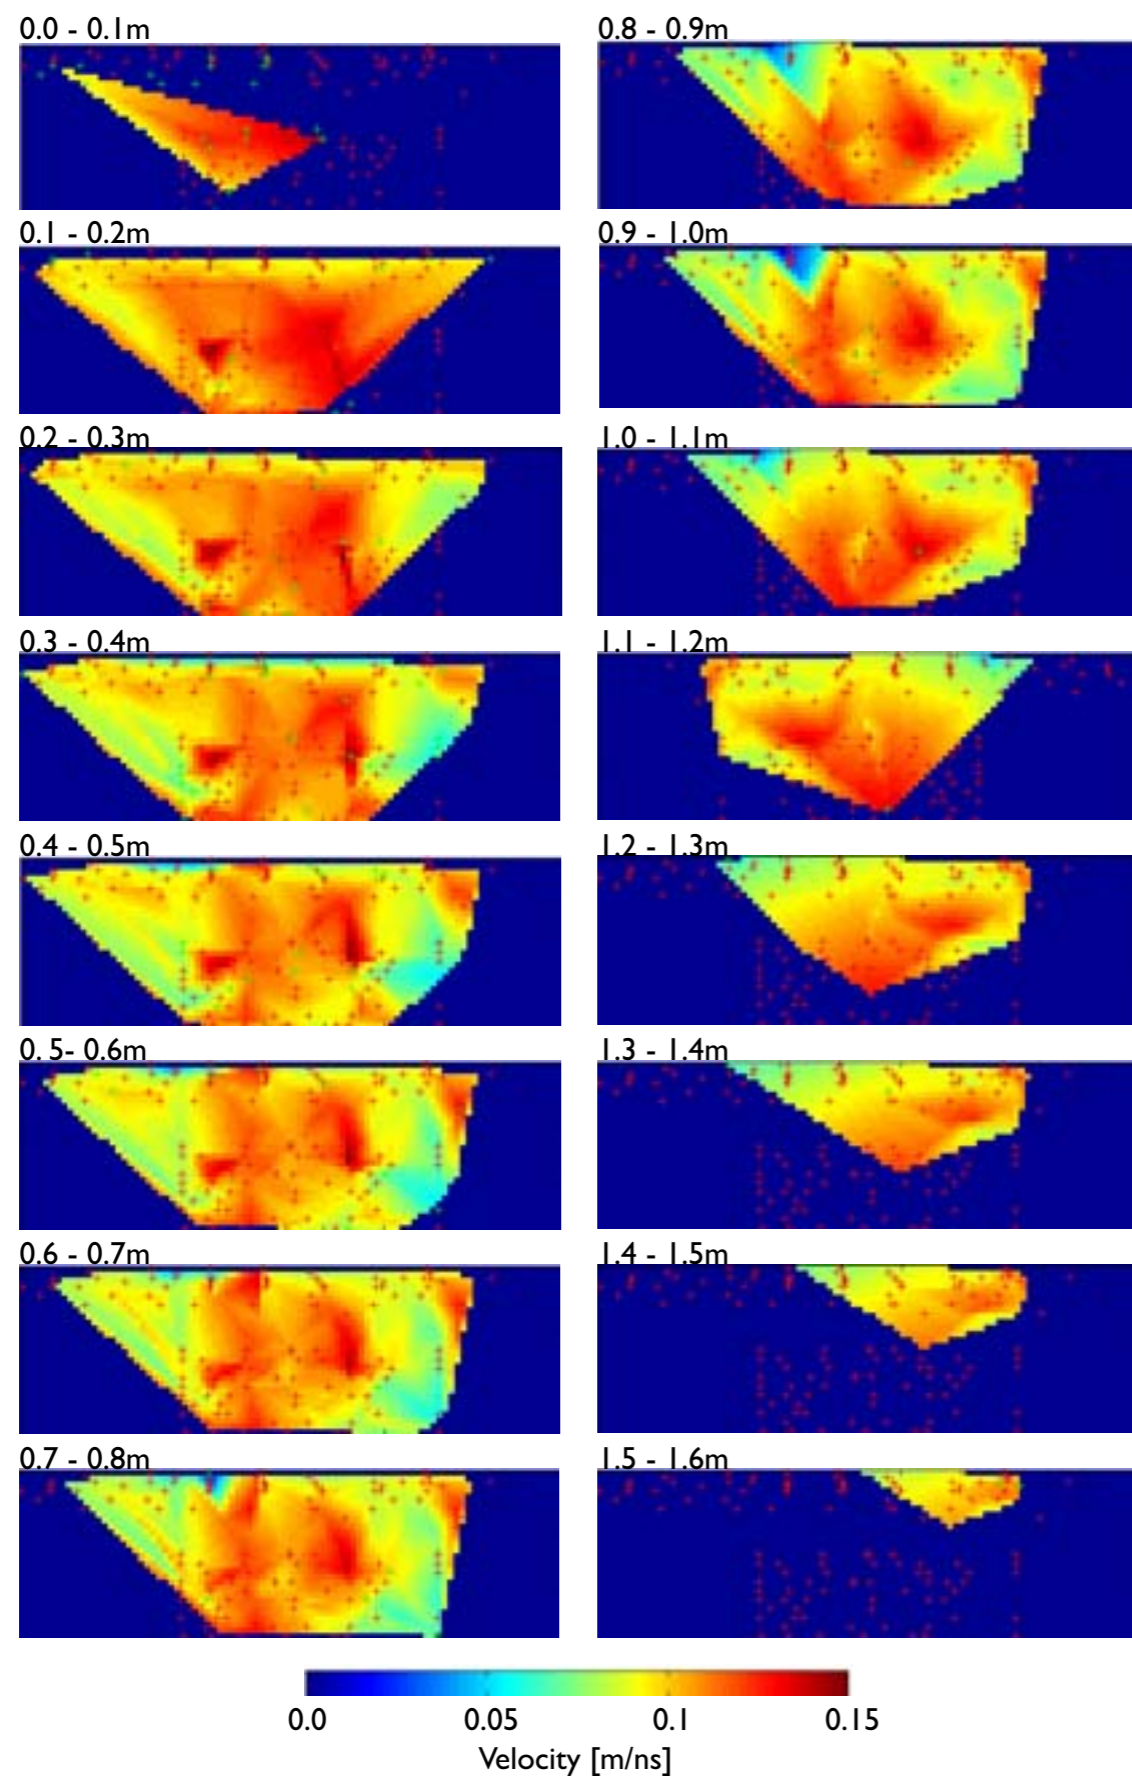 0.0 - 0.1m
0.1 - 0.2m
0.2 - 0.3m
0.3 - 0.4m
0.4 - 0.5m
0. 5- 0.6m
0.6 - 0.7m
0.7 - 0.8m
0.8 - 0.9m
0.9 - 1.0m
1.0 - 1.1m
1.1 - 1.2m
1.2 - 1.3m
1.3 - 1.4m
1.4 - 1.5m
1.5 - 1.6m
0.0 0.05 0.1 0.15
Velocity [m/ns]